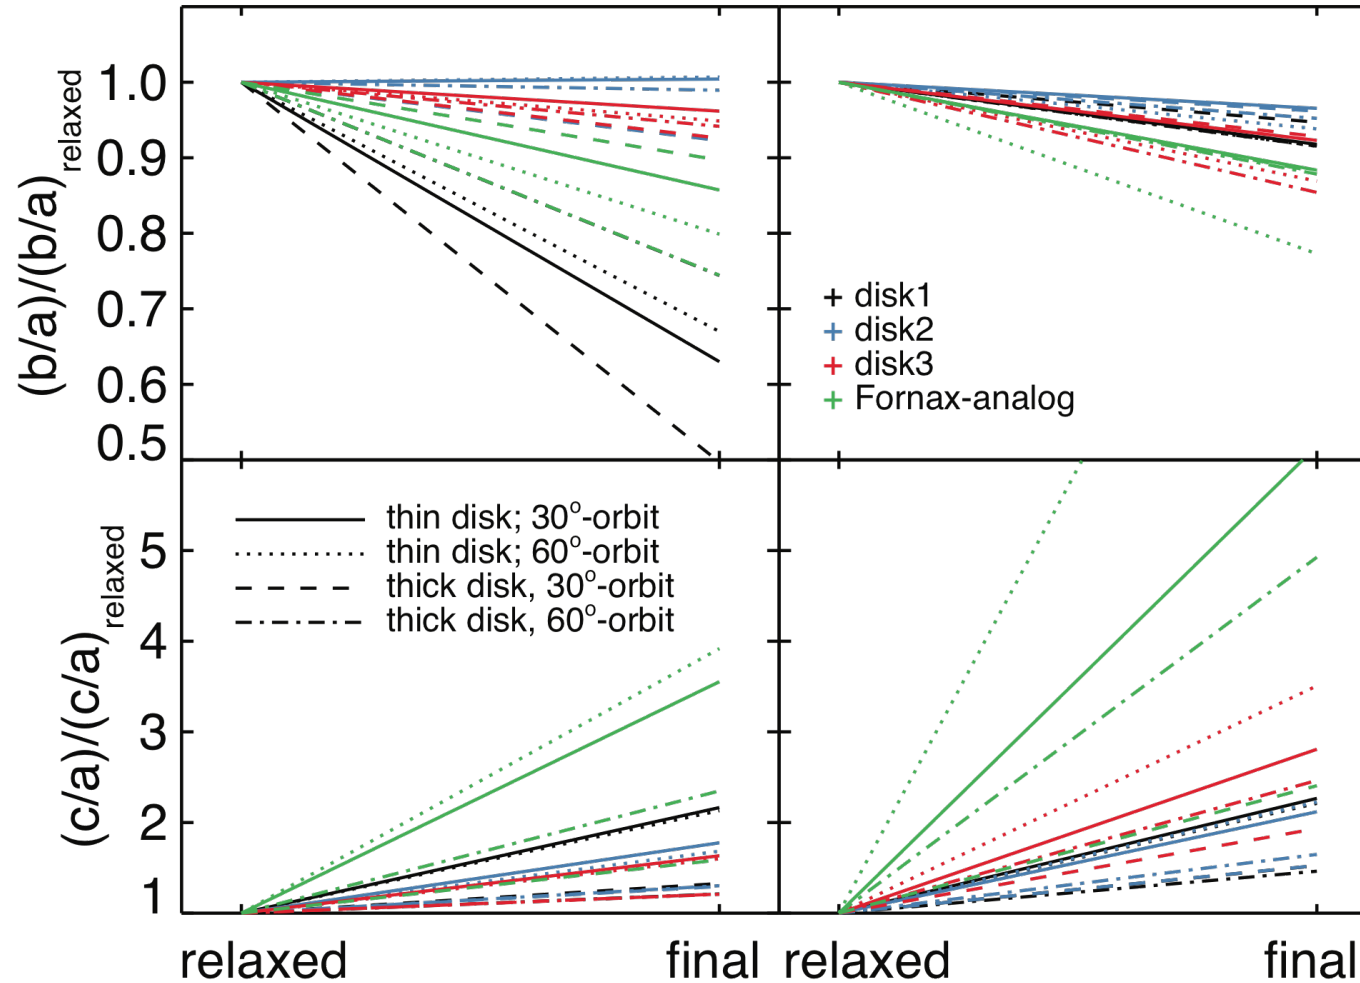 (b/a)/(b/a)relaxed
1.0
0.9
0.8
0.7
0.6
0.5
disk1
disk2
disk3
Fornax-analog
(c/a)/(c/a)relaxed
5
4
3
2
1
thin disk; 30°-orbit
thin disk; 60°-orbit
thick disk, 30°-orbit
thick disk, 60°-orbit
relaxed final relaxed final